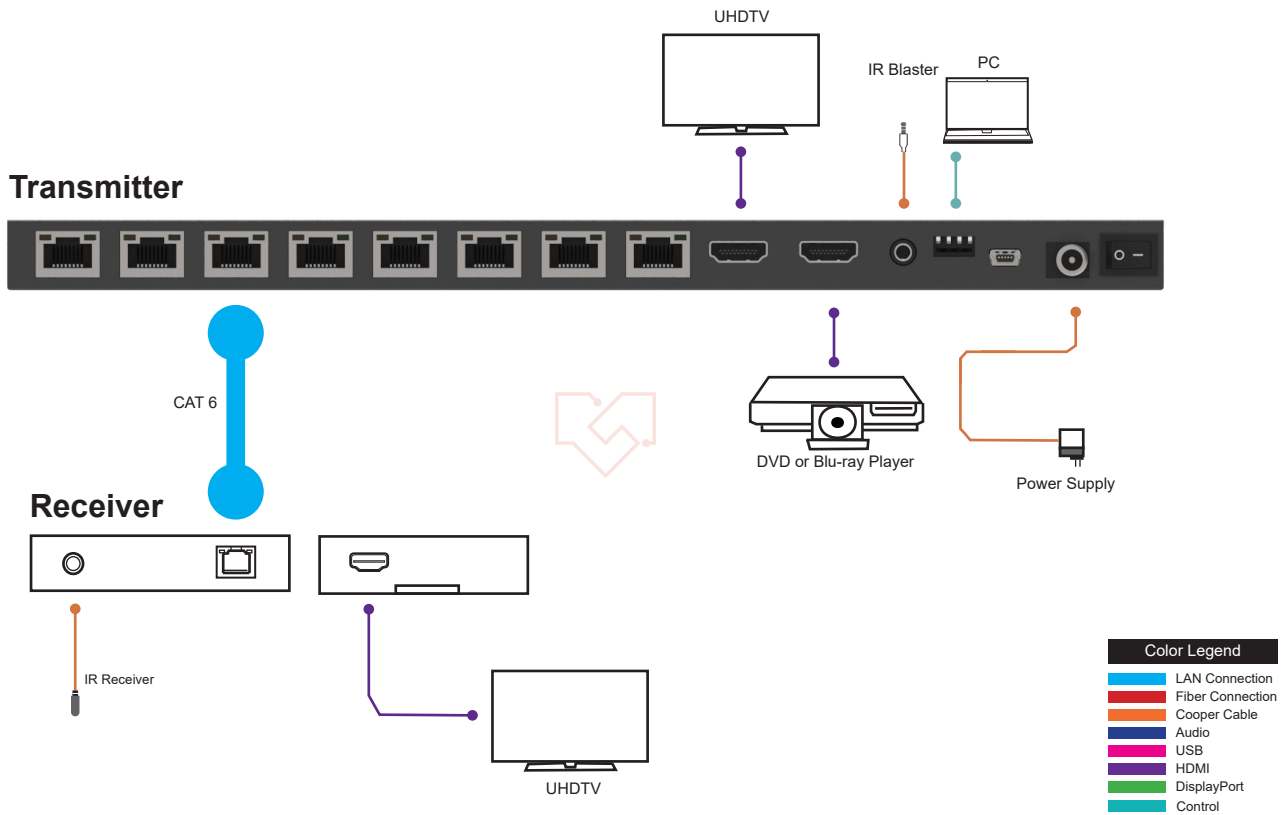 UHDTV
IR Blaster
PC
Transmitter
CAT 6
DVD or Blu-ray Player
Power Supply
Receiver
IR Receiver
UHDTV
Color Legend
LAN Connection
Fiber Connection
Cooper Cable
Audio
USB
HDMI
DisplayPort
Control